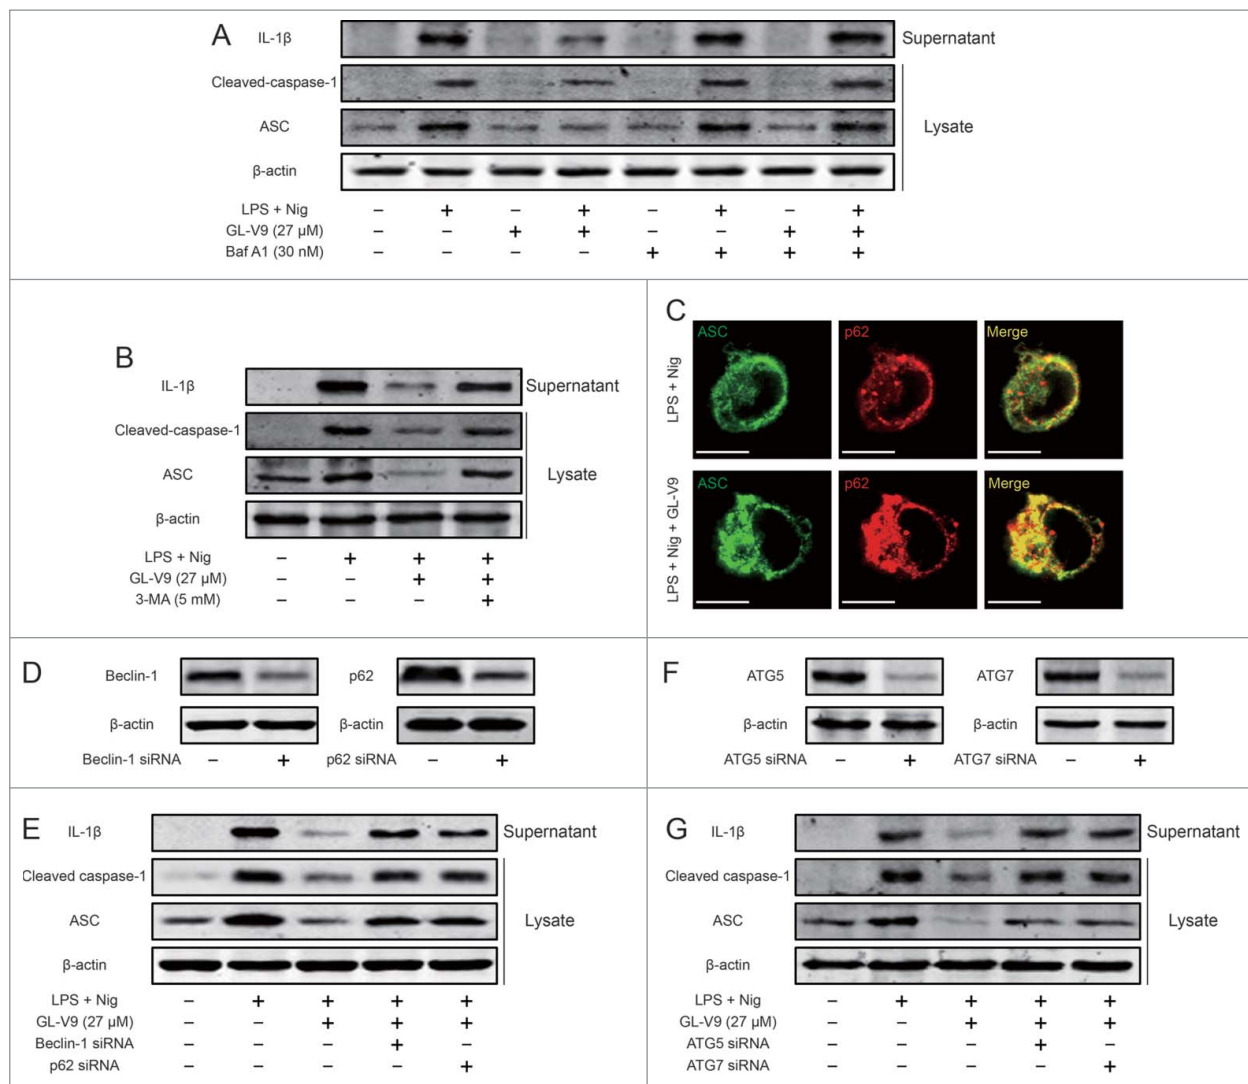 A
IL-1β
Supernatant
Cleaved-caspase-1
ASC
Lysate
β-actin
LPS + Nig – + – + – + – +
GL-V9 (27 μM) – – + + – – + +
Baf A1 (30 nM) – – – – + + + +
B
IL-1β
Supernatant
Cleaved-caspase-1
ASC
Lysate
β-actin
LPS + Nig – + + +
GL-V9 (27 μM) – – + +
3-MA (5 mM) – – – +
C
LPS + Nig
ASC
p62
Merge
LPS + Nig + GL-V9
ASC
p62
Merge
D
Beclin-1
p62
β-actin
β-actin
Beclin-1 siRNA – +
p62 siRNA – +
F
ATG5
ATG7
β-actin
β-actin
ATG5 siRNA – +
ATG7 siRNA – +
E
IL-1β
Supernatant
Cleaved caspase-1
ASC
Lysate
β-actin
LPS + Nig – + + + +
GL-V9 (27 μM) – – + + +
Beclin-1 siRNA – – – + –
p62 siRNA – – – – +
G
IL-1β
Supernatant
Cleaved caspase-1
ASC
Lysate
β-actin
LPS + Nig – + + + +
GL-V9 (27 μM) – – + + +
ATG5 siRNA – – – + –
ATG7 siRNA – – – – +